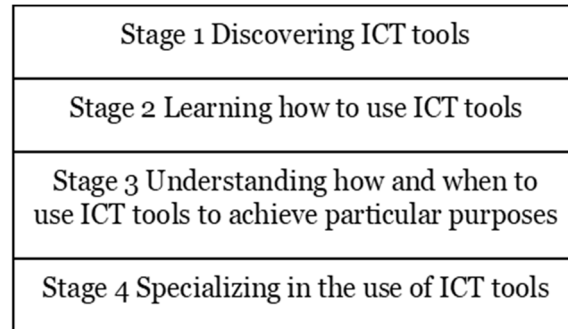 Stage 1 Discovering ICT tools
Stage 2 Learning how to use ICT tools
Stage 3 Understanding how and when to
use ICT tools to achieve particular purposes
Stage 4 Specializing in the use of ICT tools